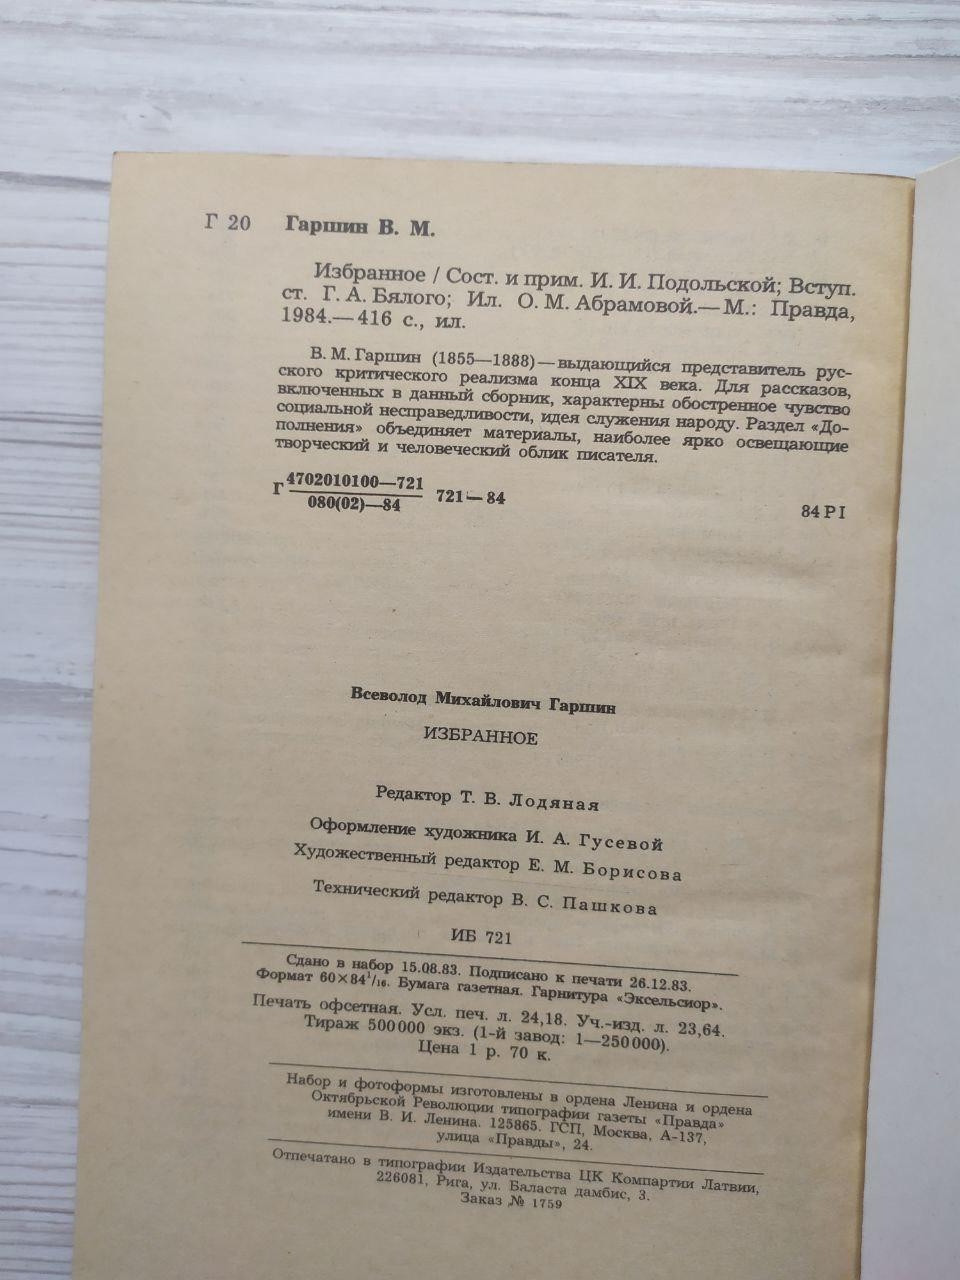 Г 20 Гаршин В. М.
Избранное / Сост. и прим. И. И. Подольской; Вступ.
ст. Г. А. Бялого; Ил. О. М. Абрамовой.— М.: Правда,
1984.— 416 с., ил.
В. М. Гаршин (1855—1888) — выдающийся представитель рус-
ского критического реализма конца XIX века. Для рассказов,
включенных в данный сборник, характерны обостренное чувство
социальной несправедливости, идея служения народу. Раздел «До-
полнения» объединяет материалы, наиболее ярко освещающие
творческий и человеческий облик писателя.
Г 4702010100—721
080(02)—84 721—84
84 Р I
Всеволод Михайлович Гаршин
ИЗБРАННОЕ
Редактор Т. В. Лодяная
Оформление художника И. А. Гусевой
Художественный редактор Е. М. Борисова
Технический редактор В. С. Пашкова
ИБ 721
Сдано в набор 15.08.83. Подписано к печати 26.12.83.
Формат 60×84 1/16. Бумага газетная. Гарнитура «Эксельсиор».
Печать офсетная. Усл. печ. л. 24,18. Уч.-изд. л. 23,64.
Тираж 500 000 экз. (1-й завод: 1—250 000).
Цена 1 р. 70 к.
Набор и фотоформы изготовлены в ордена Ленина и ордена
Октябрьской Революции типографии газеты «Правда»
имени В. И. Ленина. 125865. ГСП, Москва, А-137,
улица «Правды», 24.
Отпечатано в типографии Издательства ЦК Компартии Латвии,
226081, Рига, ул. Баласта дамбис, 3.
Заказ № 1759